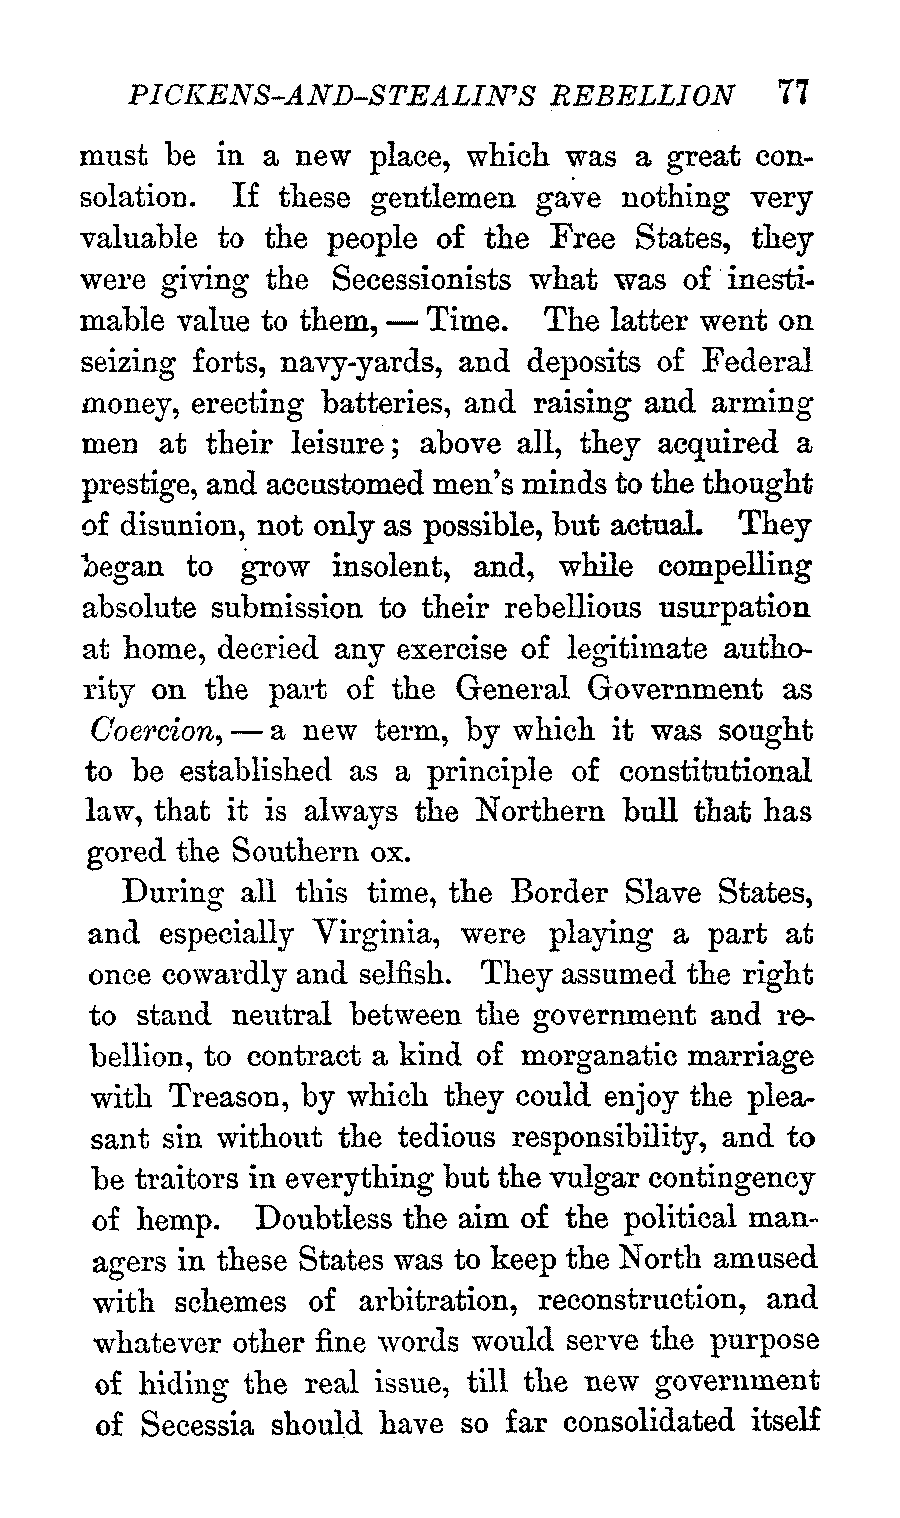 PICKENS-AND-STEALIN'S REBELLION 77
must be in a new place, which was a great con-
solation. If these gentlemen gave nothing very
valuable to the people of the Free States, they
were giving the Secessionists what was of inesti-
mable value to them, — Time. The latter went on
seizing forts, navy-yards, and deposits of Federal
money, erecting batteries, and raising and arming
men at their leisure; above all, they acquired a
prestige, and accustomed men's minds to the thought
of disunion, not only as possible, but actual. They
began to grow insolent, and, while compelling
absolute submission to their rebellious usurpation
at home, decried any exercise of legitimate autho-
rity on the part of the General Government as
Coercion, — a new term, by which it was sought
to be established as a principle of constitutional
law, that it is always the Northern bull that has
gored the Southern ox.
During all this time, the Border Slave States,
and especially Virginia, were playing a part at
once cowardly and selfish. They assumed the right
to stand neutral between the government and re-
bellion, to contract a kind of morganatic marriage
with Treason, by which they could enjoy the plea-
sant sin without the tedious responsibility, and to
be traitors in everything but the vulgar contingency
of hemp. Doubtless the aim of the political man-
agers in these States was to keep the North amused
with schemes of arbitration, reconstruction, and
whatever other fine words would serve the purpose
of hiding the real issue, till the new government
of Secessia should have so far consolidated itself